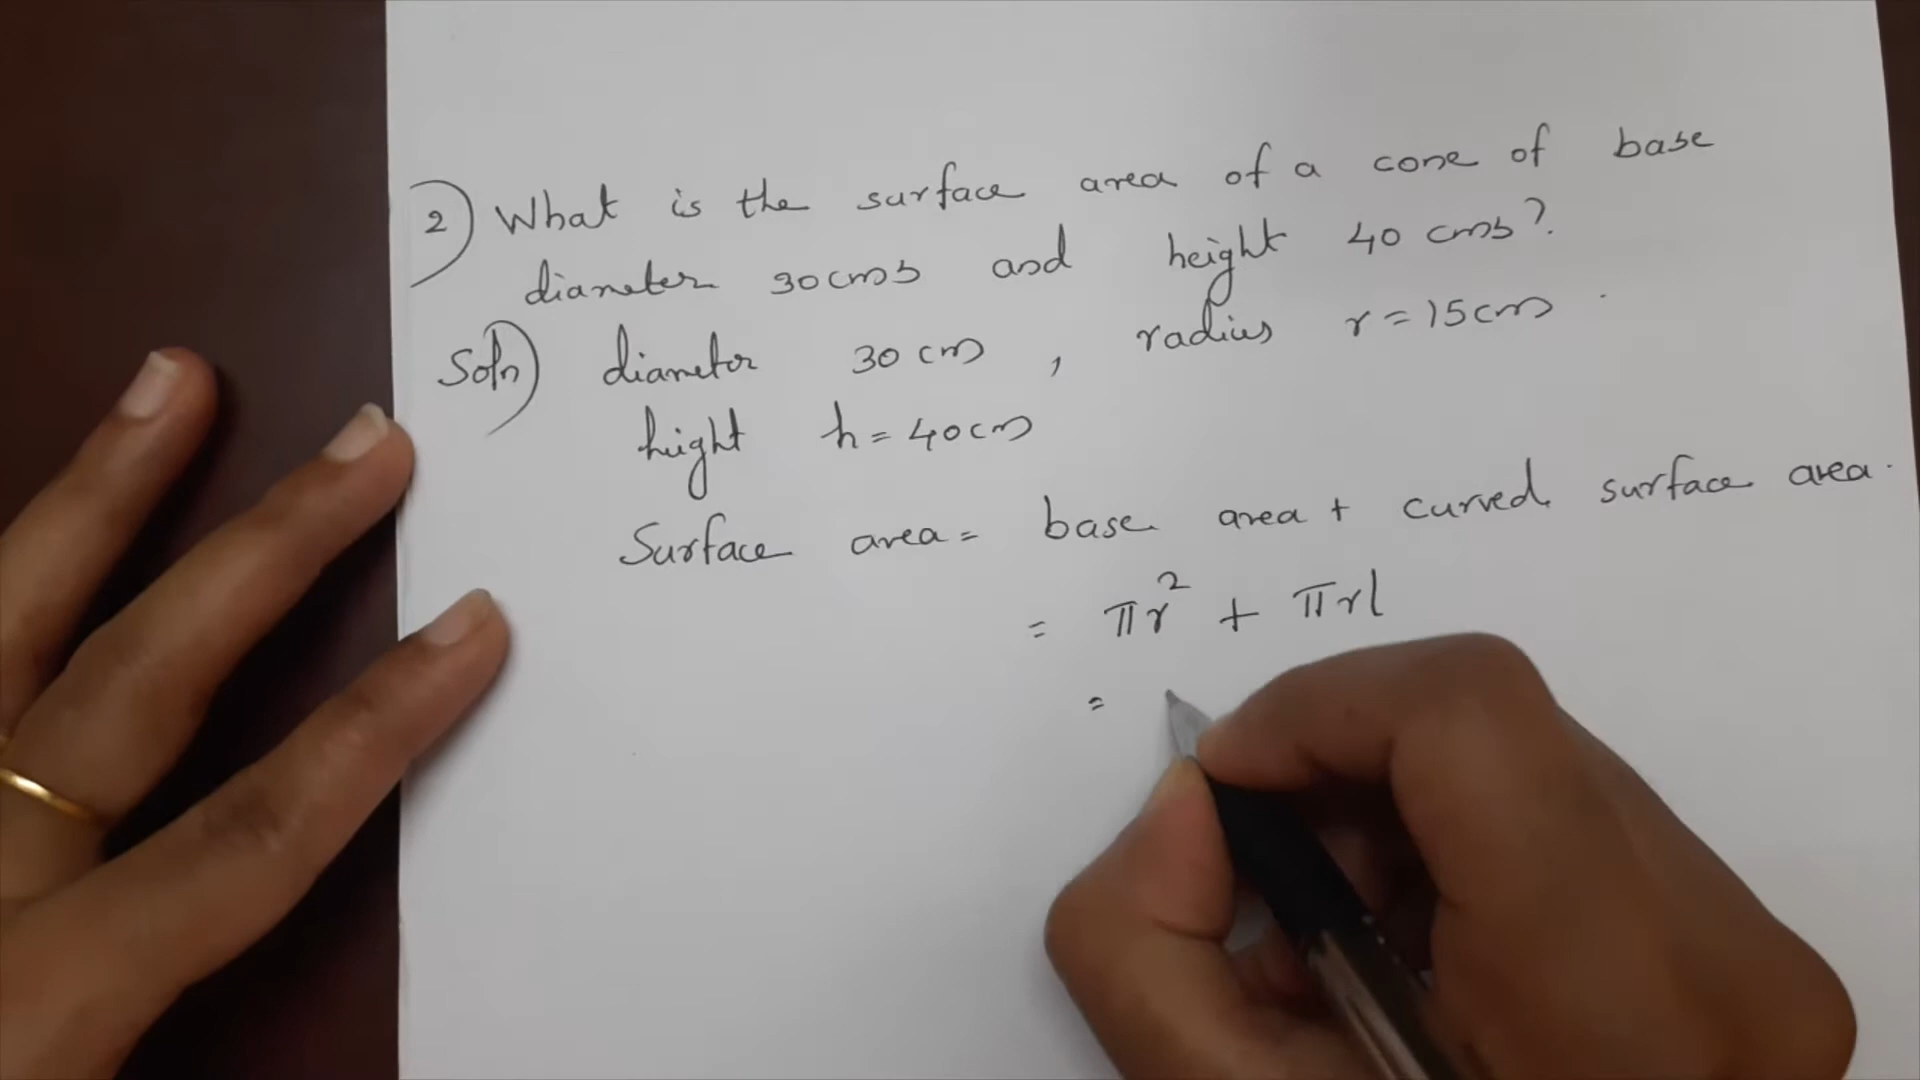 2) What is the surface area of a cone of base
diameter 30cms and height 40 cms?
Soln) diameter 30 cm , radius r = 15cm .
height h = 40cm
Surface area = base area + curved surface area.
= πr² + πrl
=